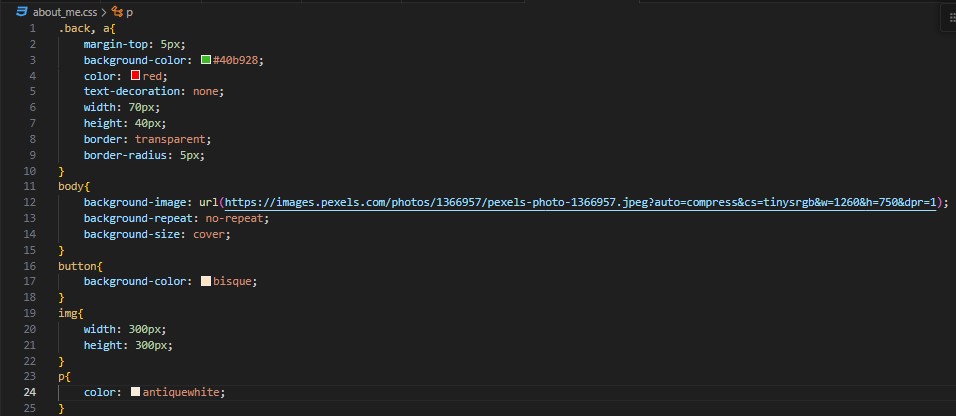 about_me.css > p
1 .back, a{
2 margin-top: 5px;
3 background-color: #40b928;
4 color: red;
5 text-decoration: none;
6 width: 70px;
7 height: 40px;
8 border: transparent;
9 border-radius: 5px;
10 }
11 body{
12 background-image: url(https://images.pexels.com/photos/1366957/pexels-photo-1366957.jpeg?auto=compress&cs=tinysrgb&w=1260&h=750&dpr=1);
13 background-repeat: no-repeat;
14 background-size: cover;
15 }
16 button{
17 background-color: bisque;
18 }
19 img{
20 width: 300px;
21 height: 300px;
22 }
23 p{
24 color: antiquewhite;
25 }